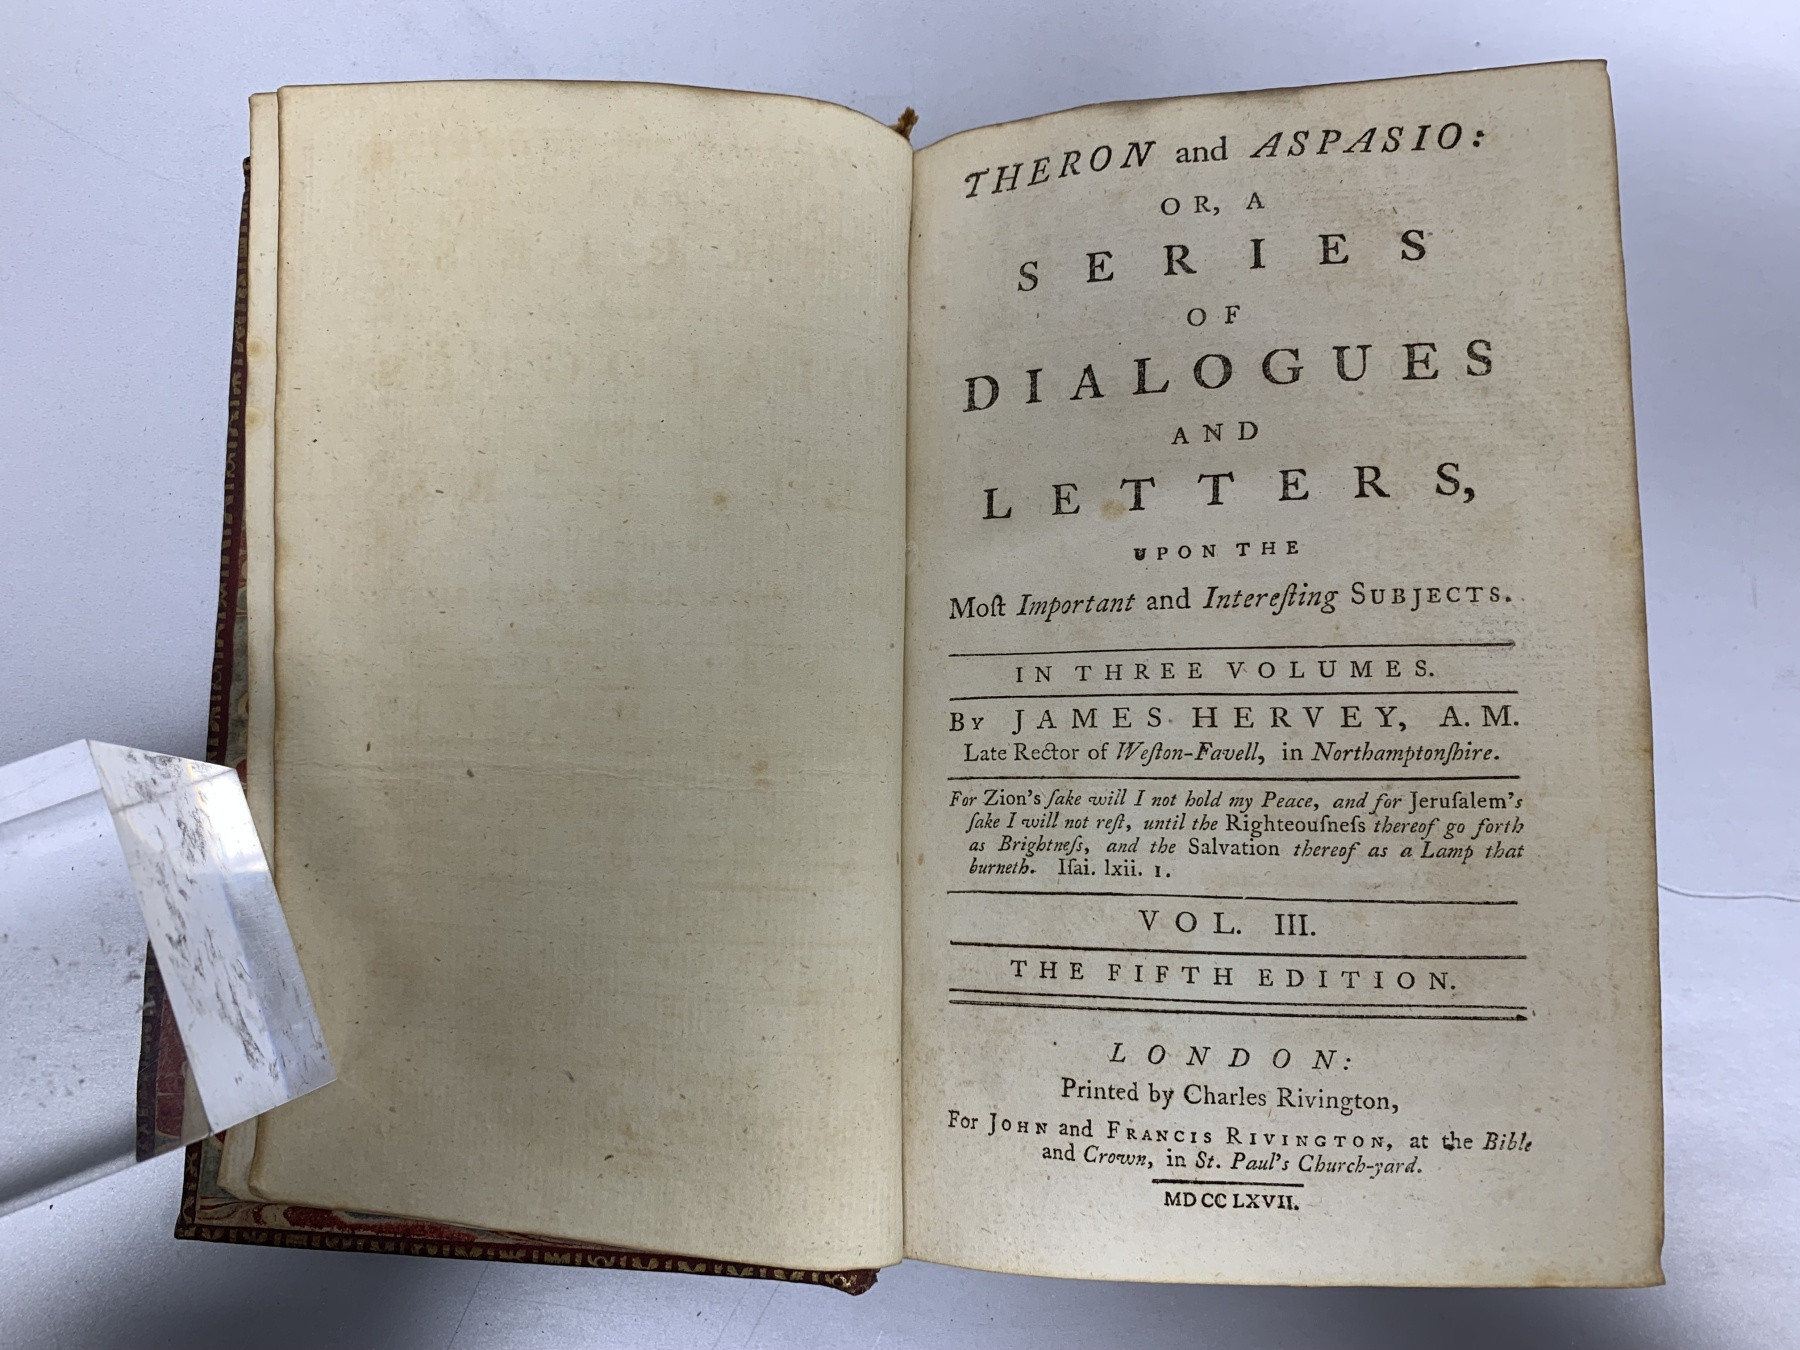 THERON and ASPASIO:
OR, A
SERIES
OF
DIALOGUES
AND
LETTERS,
UPON THE
Moſt Important and Intereſting SUBJECTS.
IN THREE VOLUMES.
By JAMES HERVEY, A. M.
Late Rector of Weſton-Favell, in Northamptonſhire.
For Zion's ſake will I not hold my Peace, and for Jeruſalem's
ſake I will not reſt, until the Righteouſneſs thereof go forth
as Brightneſs, and the Salvation thereof as a Lamp that
burneth. Iſai. lxii. 1.
VOL. III.
THE FIFTH EDITION.
LONDON:
Printed by Charles Rivington,
For JOHN and FRANCIS RIVINGTON, at the Bible
and Crown, in St. Paul's Church-yard.
MDCCLXVII.